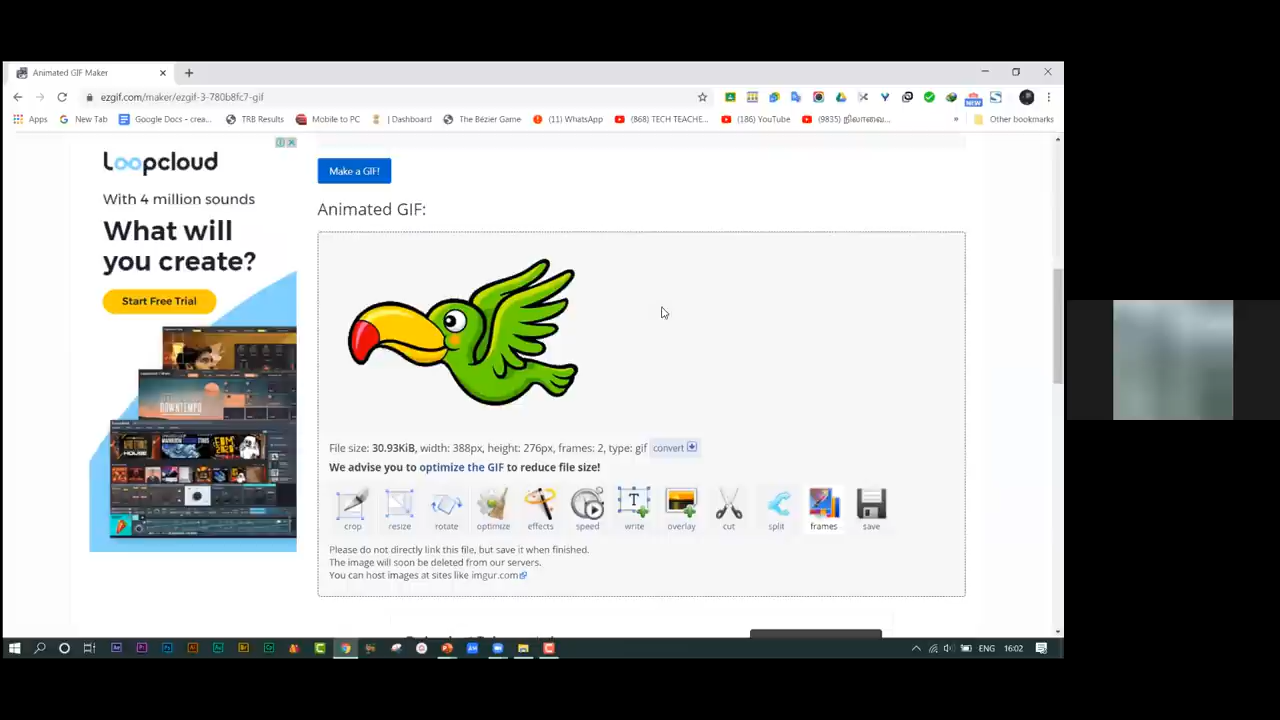 Animated GIF Maker
ezgif.com/maker/ezgif-3-780b8fc7-gif
NEW
Apps New Tab Google Docs - crea... TRB Results Mobile to PC | Dashboard The Bézier Game (11) WhatsApp (868) TECH TEACHE... (186) YouTube (9835) நிலாவை... » Other bookmarks
Loopcloud
With 4 million sounds
What will
you create?
Start Free Trial
DOWNTEMPO
Make a GIF!
Animated GIF:
File size: 30.93KiB, width: 388px, height: 276px, frames: 2, type: gif convert
We advise you to optimize the GIF to reduce file size!
crop resize rotate optimize effects speed write overlay cut split frames save
Please do not directly link this file, but save it when finished.
The image will soon be deleted from our servers.
You can host images at sites like imgur.com
ENG 16:02